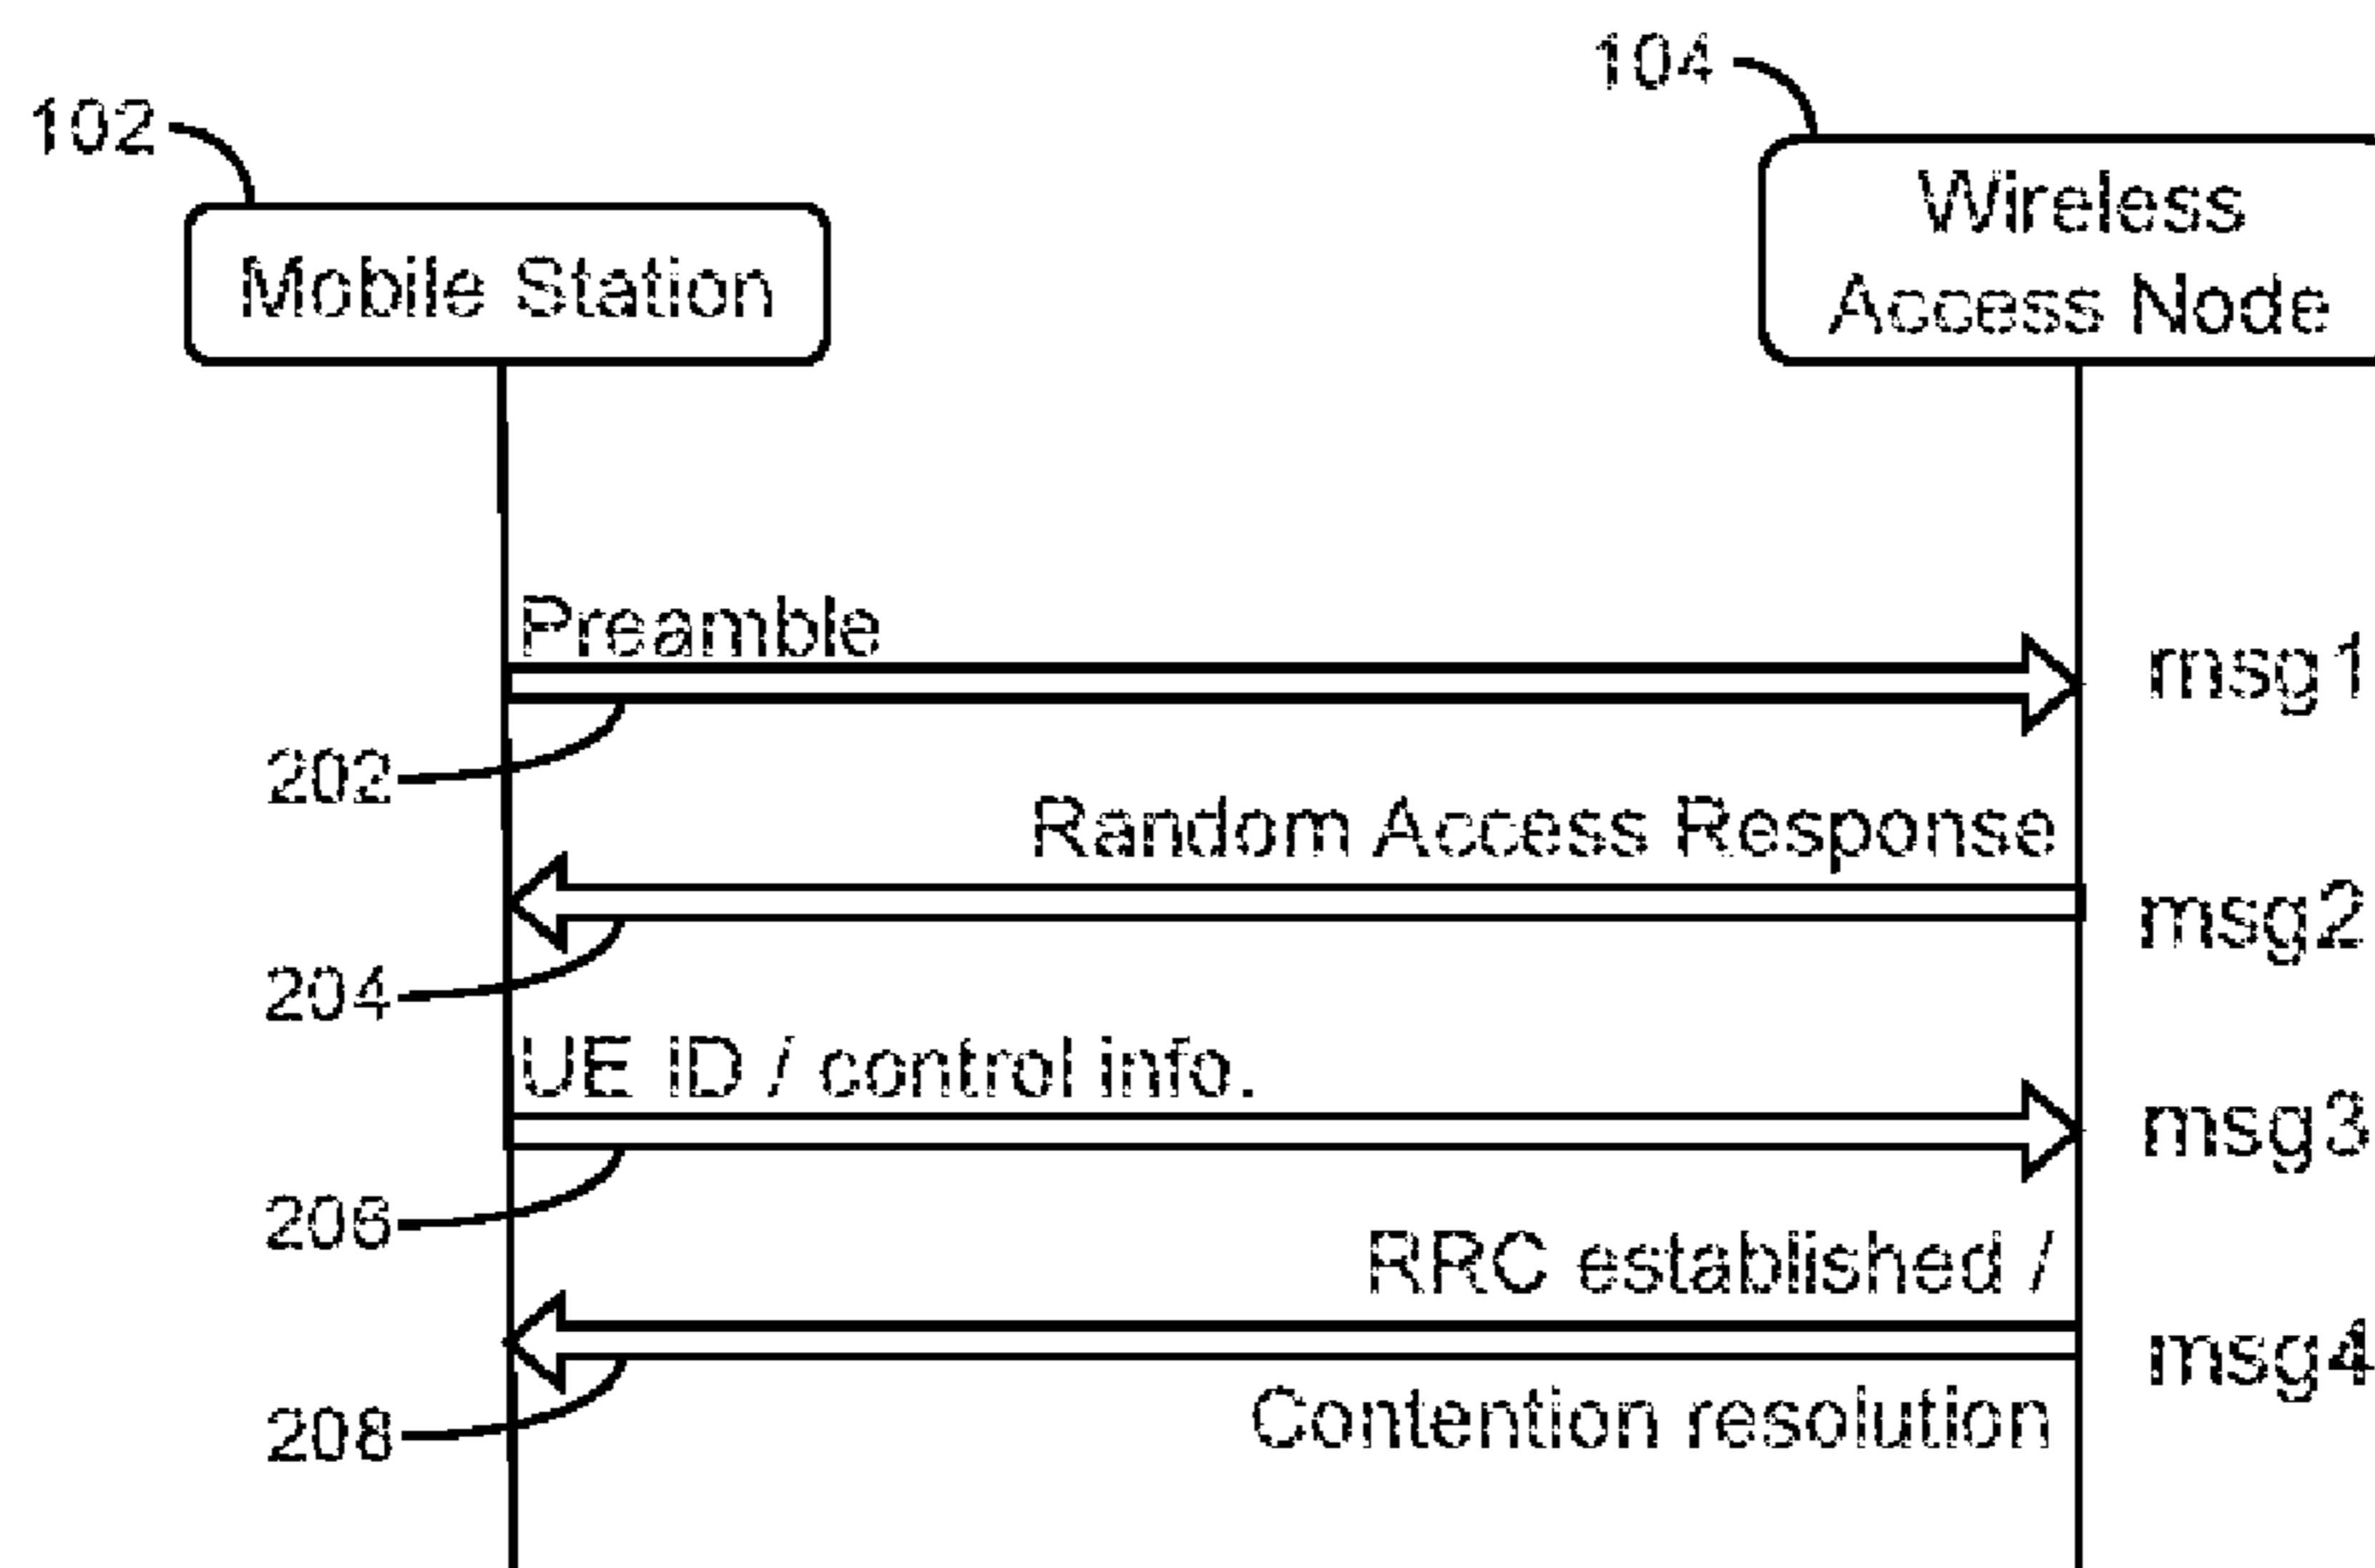 104
102
Wireless
Access Node
Mobile Station
Preamble
msg1
202
Random Access Response
msg2
204
UE ID / control info.
msg3
206
RRC established /
msg4
Contention resolution
208